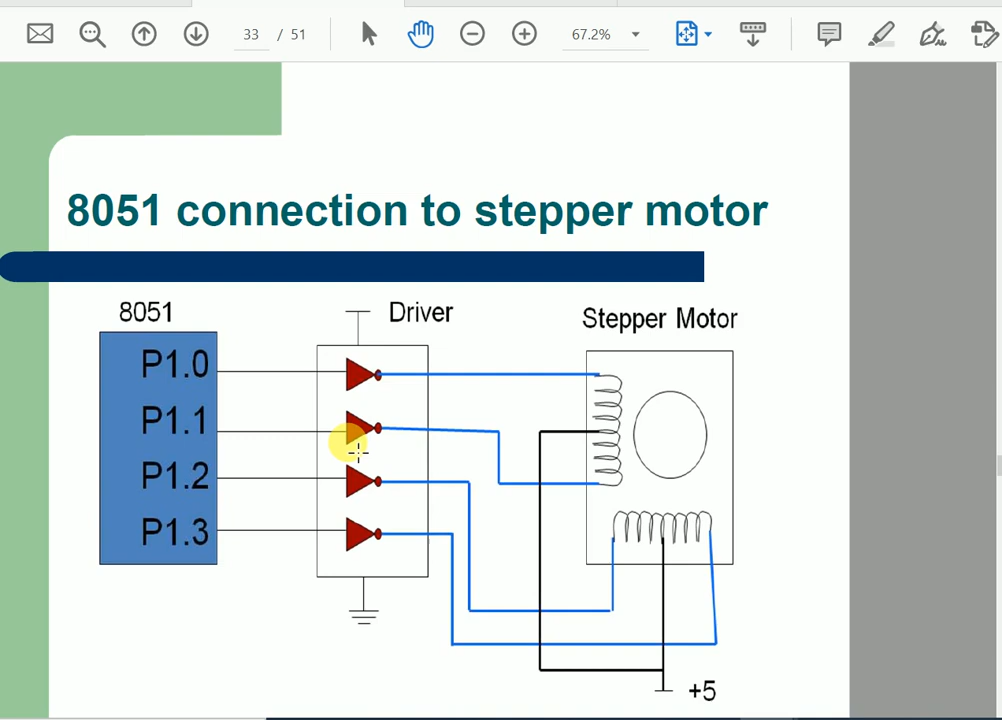 33 / 51
67.2%
8051 connection to stepper motor
8051
Driver
Stepper Motor
P1.0
P1.1
P1.2
P1.3
+5